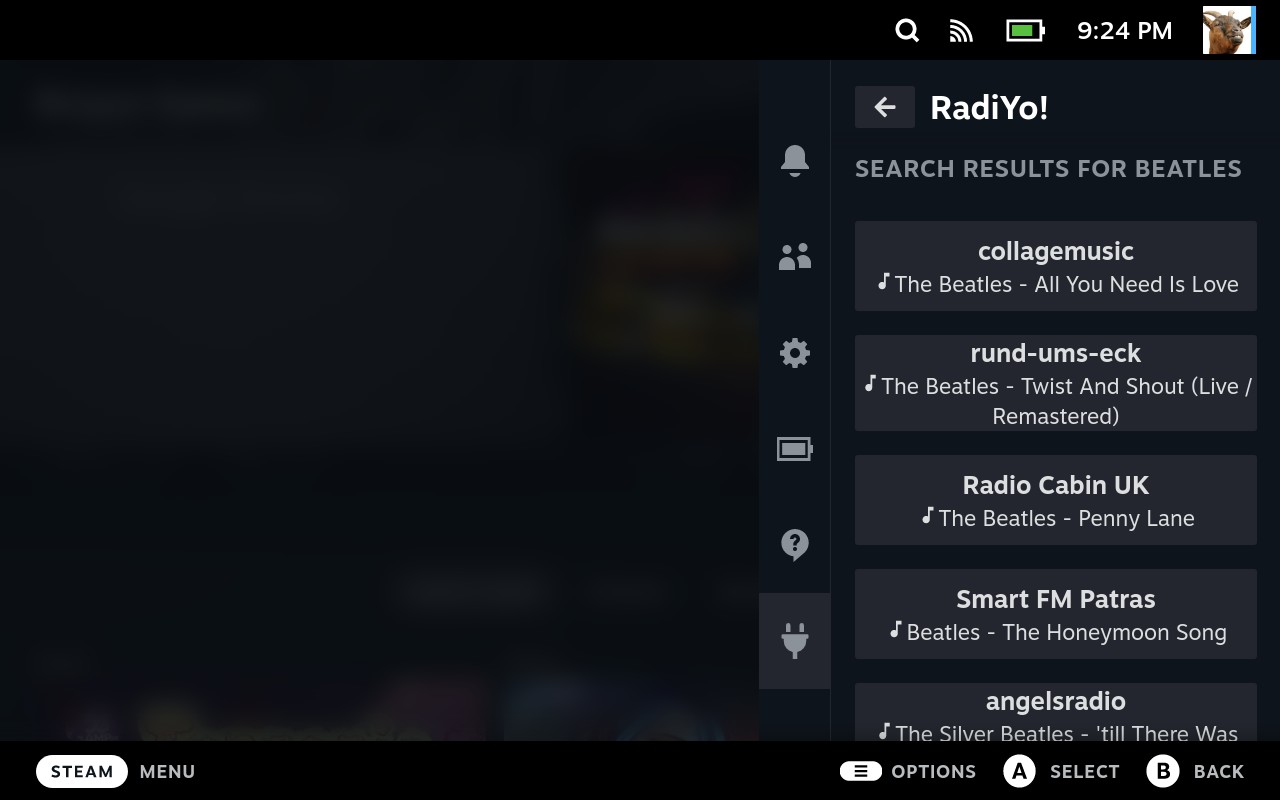 9:24 PM
RadiYo!
SEARCH RESULTS FOR BEATLES
collagemusic
The Beatles - All You Need Is Love
rund-ums-eck
The Beatles - Twist And Shout (Live /
Remastered)
Radio Cabin UK
The Beatles - Penny Lane
Smart FM Patras
Beatles - The Honeymoon Song
angelsradio
The Silver Beatles - 'till There Was
STEAM MENU OPTIONS A SELECT B BACK